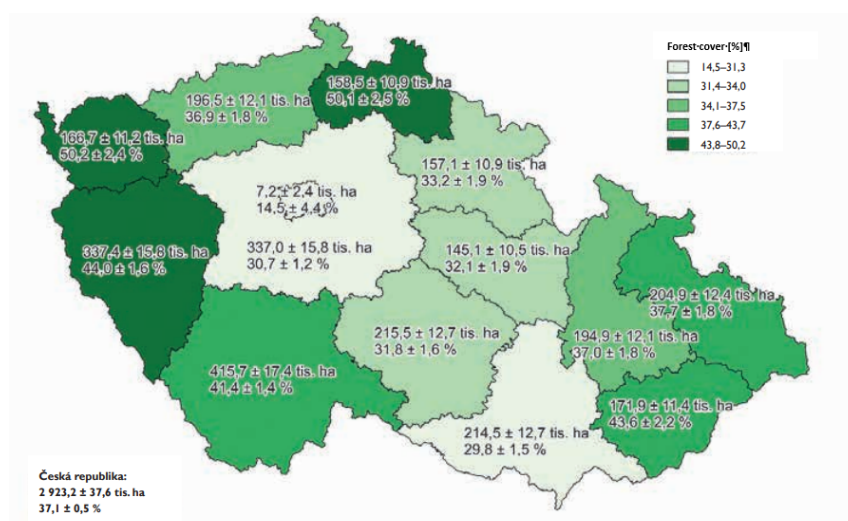 Forest·cover·[%]¶
14,5–31,3
31,4–34,0
34,1–37,5
37,6–43,7
43,8–50,2
158,5 ± 10,9 tis. ha
50,1 ± 2,5 %
196,5 ± 12,1 tis. ha
36,9 ± 1,8 %
166,7 ± 11,2 tis. ha
50,2 ± 2,4 %
157,1 ± 10,9 tis. ha
33,2 ± 1,9 %
7,2 ± 2,4 tis. ha
14,5 ± 4,4 %
337,4 ± 15,8 tis. ha
44,0 ± 1,6 %
337,0 ± 15,8 tis. ha
30,7 ± 1,2 %
145,1 ± 10,5 tis. ha
32,1 ± 1,9 %
204,9 ± 12,4 tis. ha
37,7 ± 1,8 %
215,5 ± 12,7 tis. ha
31,8 ± 1,6 %
194,9 ± 12,1 tis. ha
37,0 ± 1,8 %
415,7 ± 17,4 tis. ha
41,4 ± 1,4 %
171,9 ± 11,4 tis. ha
43,6 ± 2,2 %
214,5 ± 12,7 tis. ha
29,8 ± 1,5 %
Česká republika:
2 923,2 ± 37,6 tis. ha
37,1 ± 0,5 %